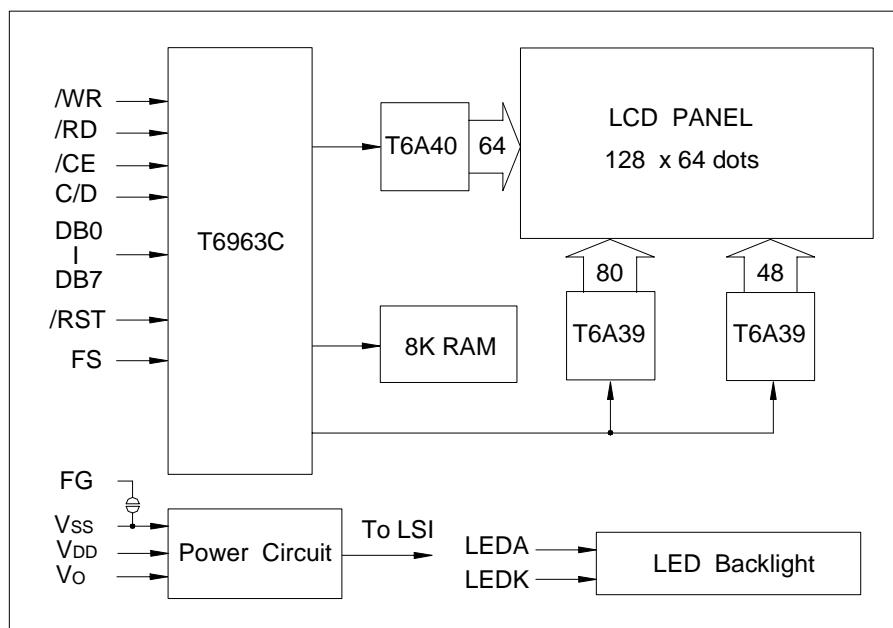 /WR
/RD
/CE
C/D
DB0
I
DB7
/RST
FS
T6963C
T6A40
64
LCD PANEL
128 x 64 dots
80
48
T6A39
T6A39
8K RAM
FG
VSS
VDD
VO
Power Circuit
To LSI
LEDA
LEDK
LED Backlight